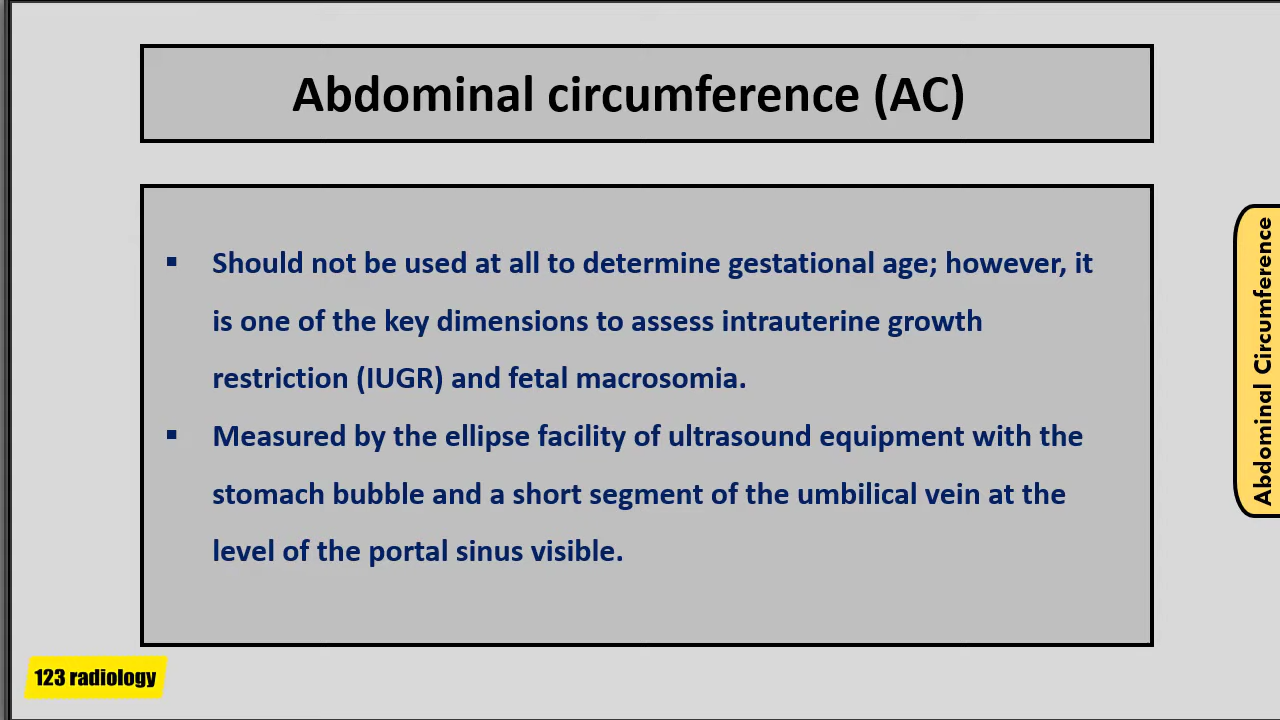 Abdominal circumference (AC)
▪ Should not be used at all to determine gestational age; however, it
is one of the key dimensions to assess intrauterine growth
restriction (IUGR) and fetal macrosomia.
▪ Measured by the ellipse facility of ultrasound equipment with the
stomach bubble and a short segment of the umbilical vein at the
level of the portal sinus visible.
Abdominal Circumference
123 radiology